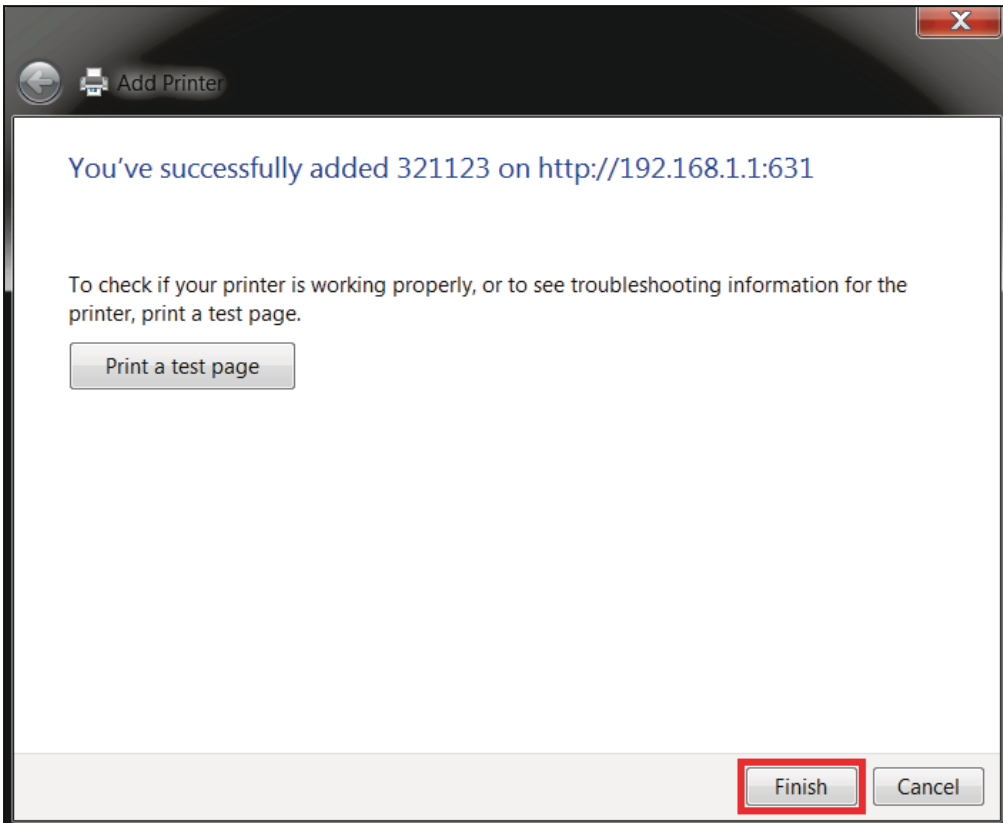 Add Printer
You've successfully added 321123 on http://192.168.1.1:631
To check if your printer is working properly, or to see troubleshooting information for the
printer, print a test page.
Print a test page
Finish
Cancel